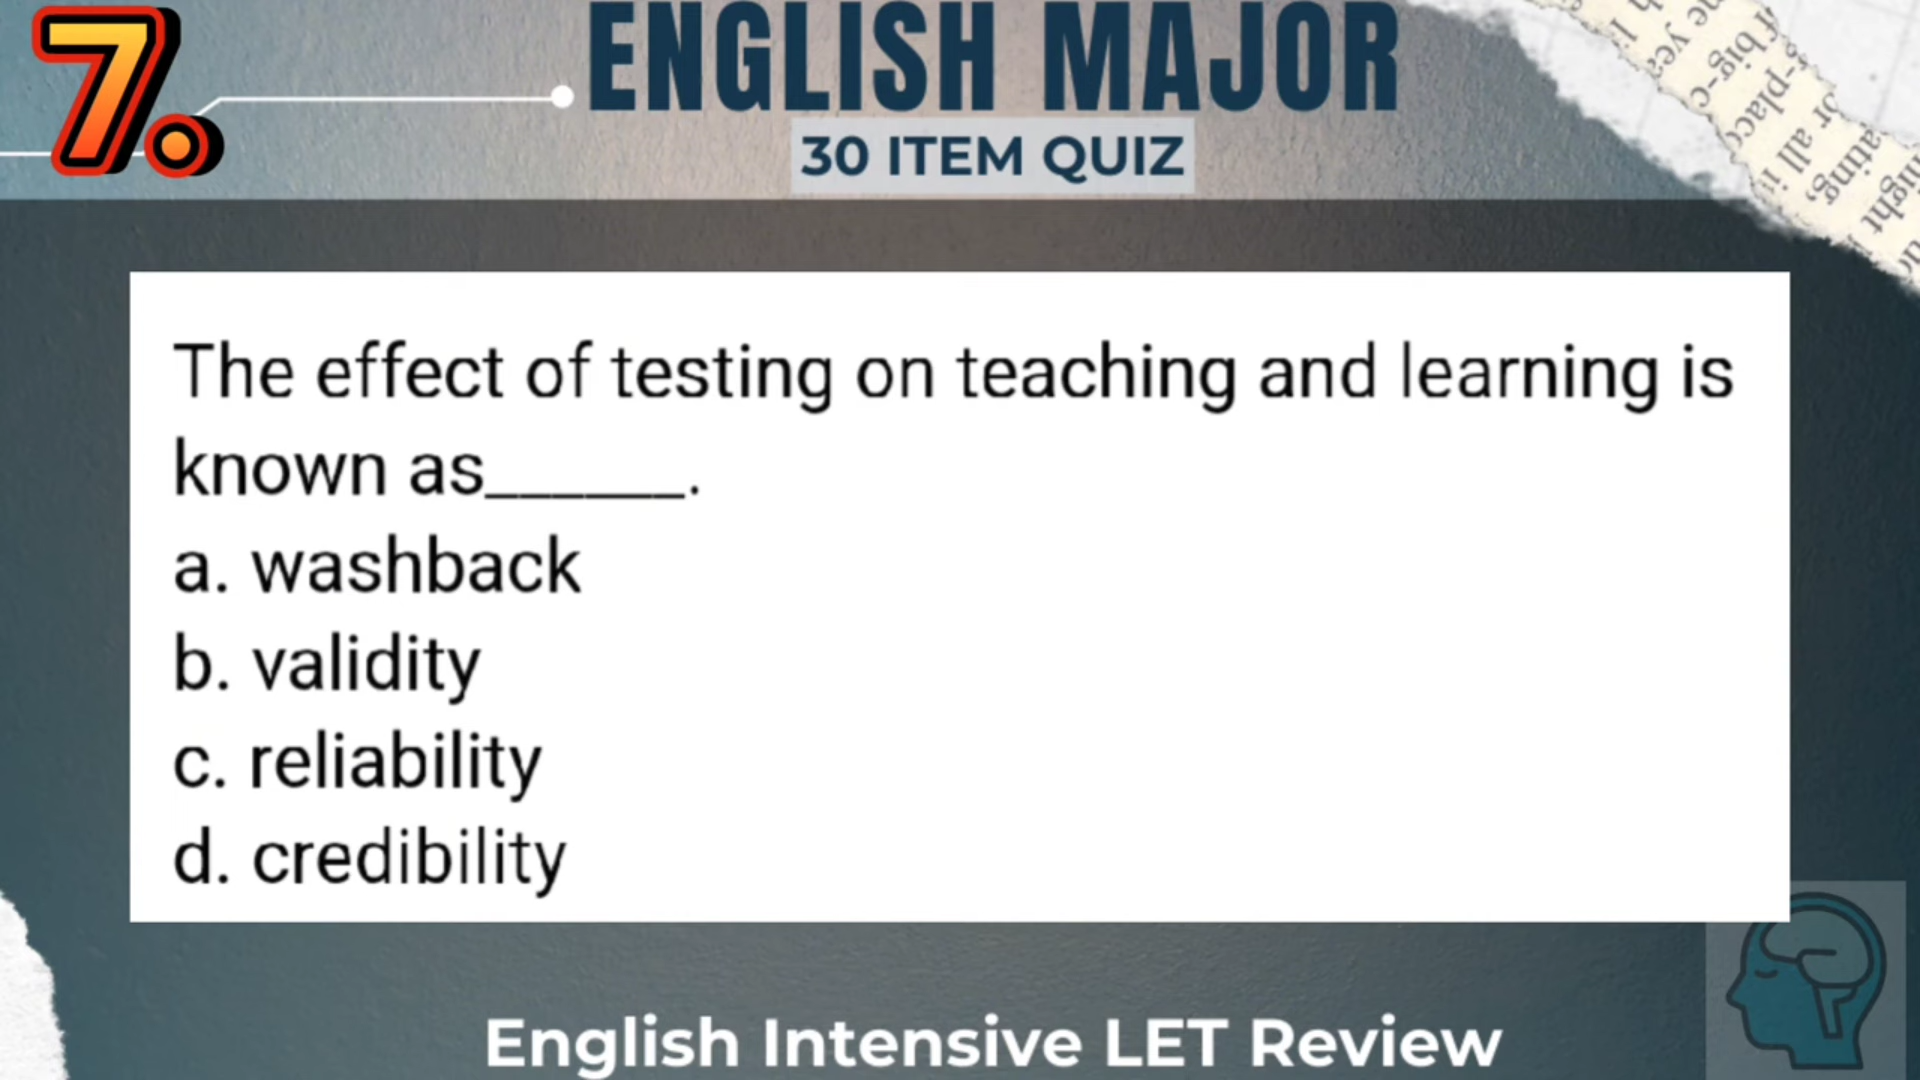 7.
ENGLISH MAJOR
30 ITEM QUIZ
The effect of testing on teaching and learning is
known as______.
a. washback
b. validity
c. reliability
d. credibility
English Intensive LET Review